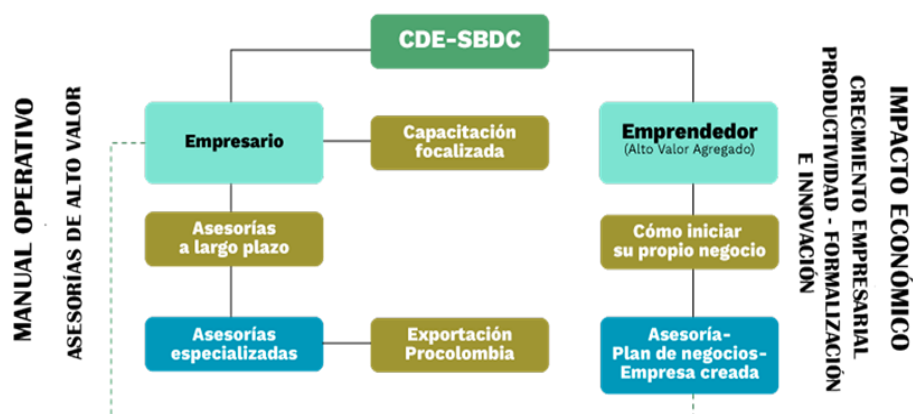 MANUAL OPERATIVO
ASESORÍAS DE ALTO VALOR
CDE-SBDC
Empresario
Capacitación
focalizada
Emprendedor
(Alto Valor Agregado)
Asesorías
a largo plazo
Cómo iniciar
su propio negocio
Asesorías
especializadas
Exportación
Procolombia
Asesoría-
Plan de negocios-
Empresa creada
IMPACTO ECONÓMICO
CRECIMIENTO EMPRESARIAL
PRODUCTIVIDAD - FORMALIZACIÓN
E INNOVACIÓN